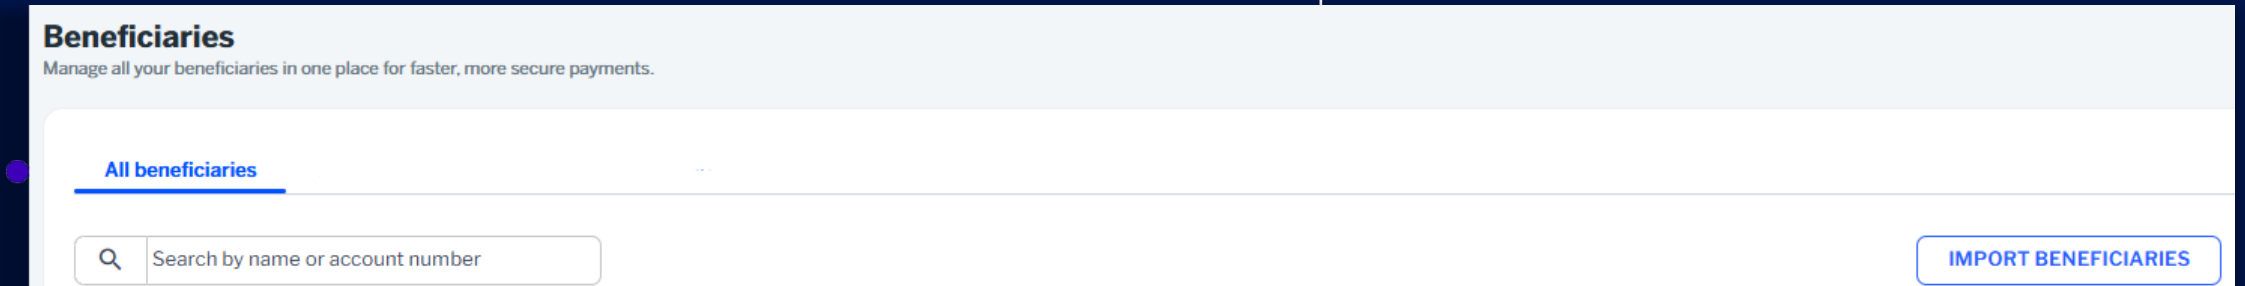 Beneficiaries
Manage all your beneficiaries in one place for faster, more secure payments.
All beneficiaries
Search by name or account number
IMPORT BENEFICIARIES